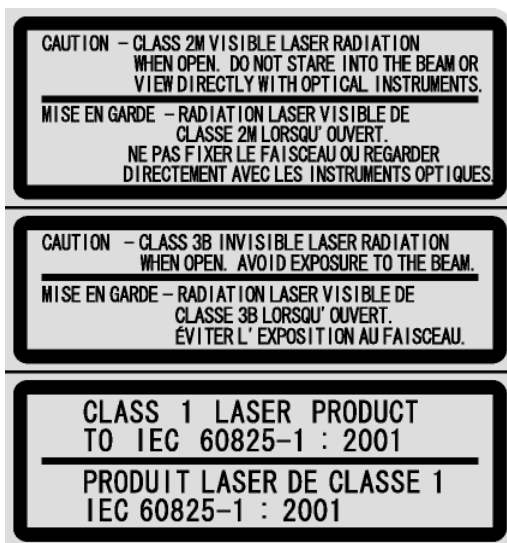 CAUTION – CLASS 2M VISIBLE LASER RADIATION
WHEN OPEN. DO NOT STARE INTO THE BEAM OR
VIEW DIRECTLY WITH OPTICAL INSTRUMENTS.
MISE EN GARDE – RADIATION LASER VISIBLE DE
CLASSE 2M LORSQU' OUVERT.
NE PAS FIXER LE FAISCEAU OU REGARDER
DIRECTEMENT AVEC LES INSTRUMENTS OPTIQUES.
CAUTION – CLASS 3B INVISIBLE LASER RADIATION
WHEN OPEN. AVOID EXPOSURE TO THE BEAM.
MISE EN GARDE – RADIATION LASER VISIBLE DE
CLASSE 3B LORSQU' OUVERT.
ÉVITER L' EXPOSITION AU FAISCEAU.
CLASS 1 LASER PRODUCT
TO IEC 60825-1 : 2001
PRODUIT LASER DE CLASSE 1
IEC 60825-1 : 2001